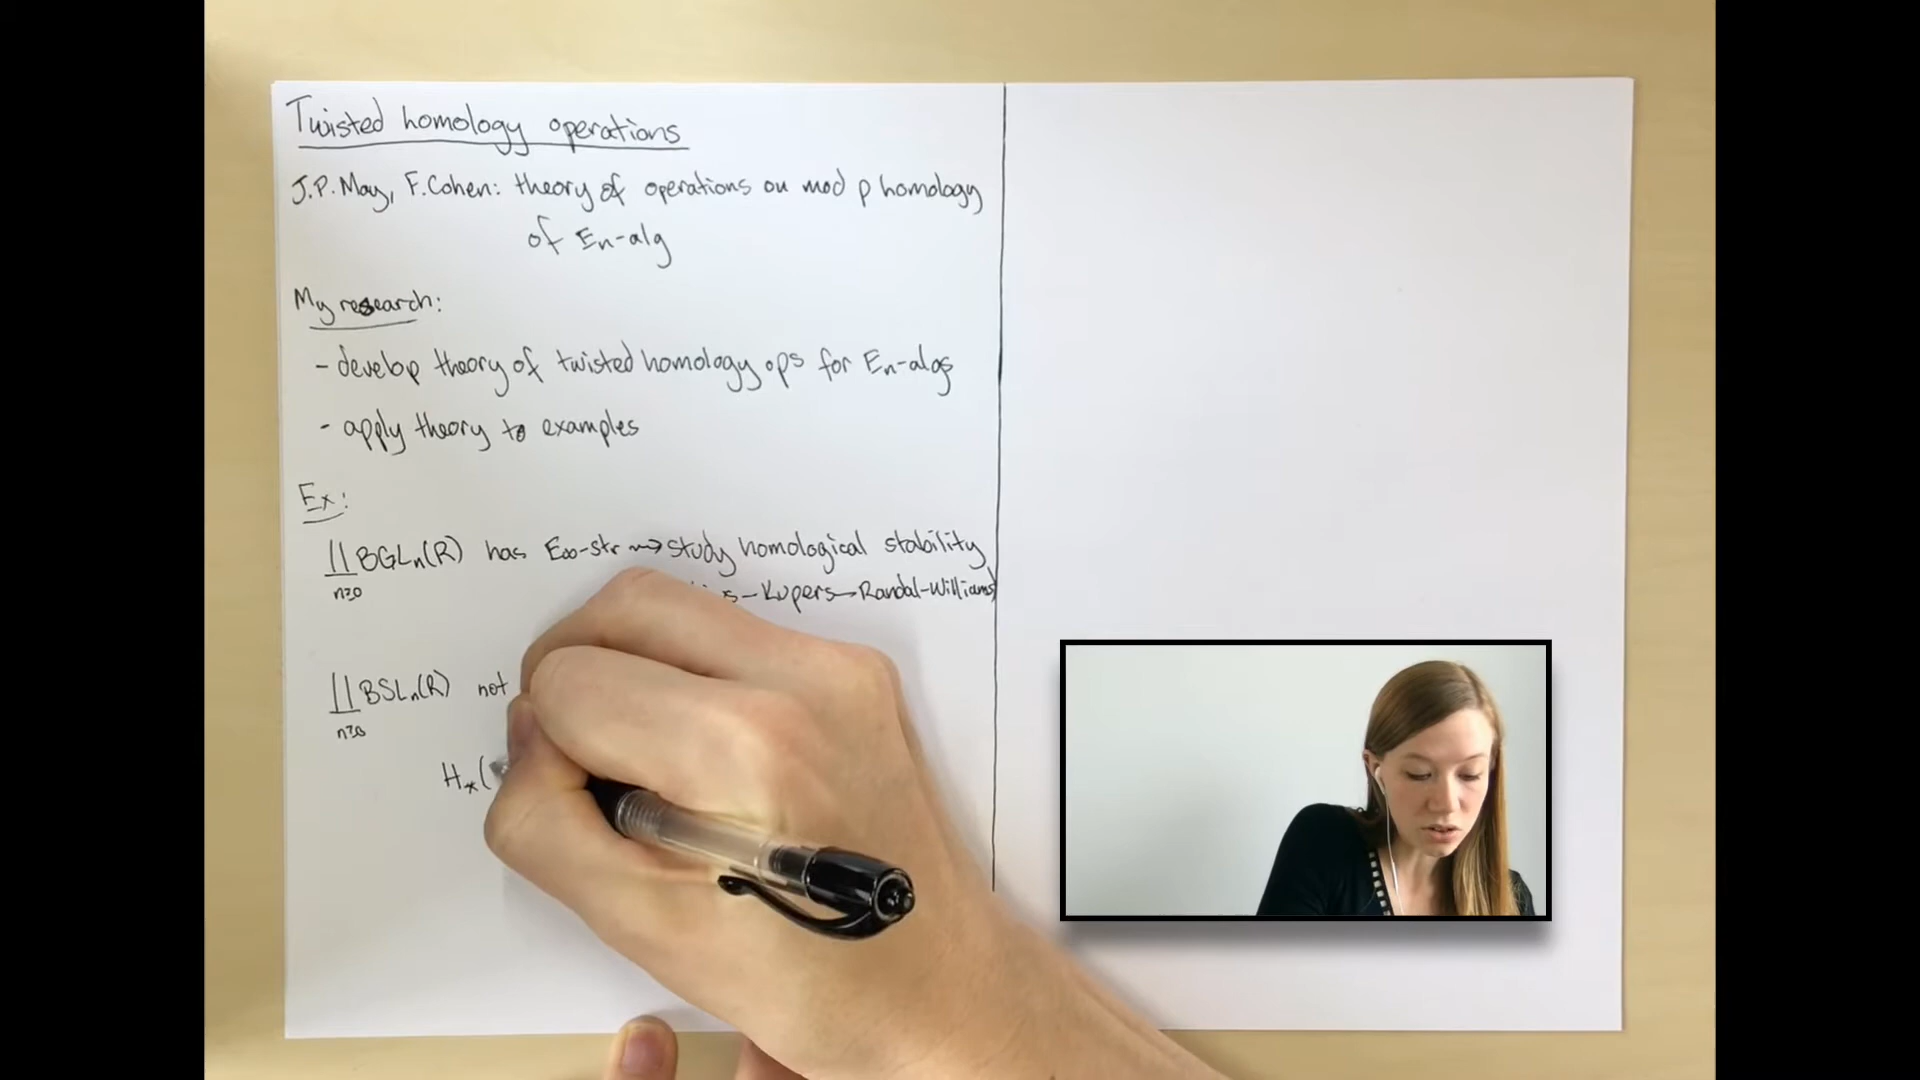 Twisted homology operations
J.P. May, F. Cohen: theory of operations on mod p homology
of En-alg
My research:
- develop theory of twisted homology ops for En-algs
- apply theory to examples
Ex:
∐ BGLn(R) has E∞-str ⇝ study homological stability
n≥0
-Kupers-Randal-Williams
∐ BSLn(R) not
n≥0
H*(